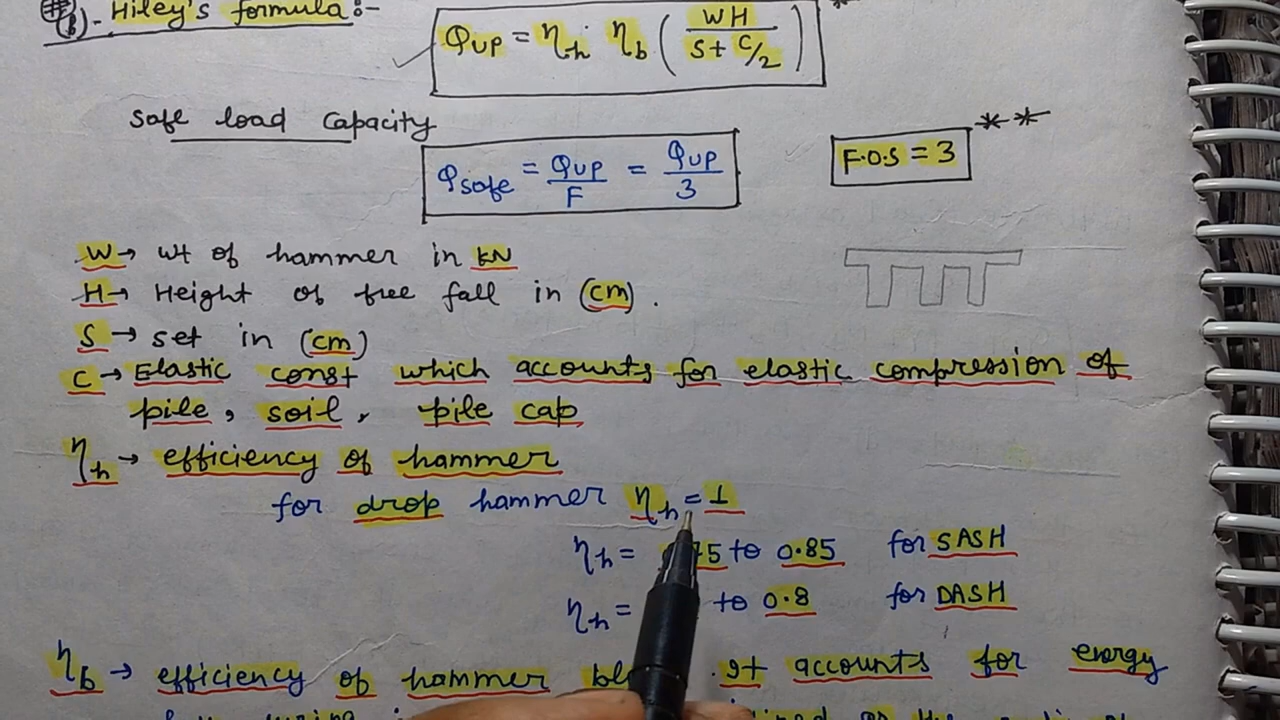 (6). Hiley's formula :-
Qup = ηh ηb ( WH / S + C/2 ) *
Safe load capacity
Qsafe = Qup / F = Qup / 3
F.O.S = 3 **
W → wt of hammer in kN
H → Height of free fall in (cm).
S → set in (cm)
C → Elastic const which accounts for elastic compression of
pile, soil, pile cap
ηh → efficiency of hammer
for drop hammer ηh = 1
ηh = 75 to 0.85 for SASH
ηh = to 0.8 for DASH
ηb → efficiency of hammer . It accounts for energy